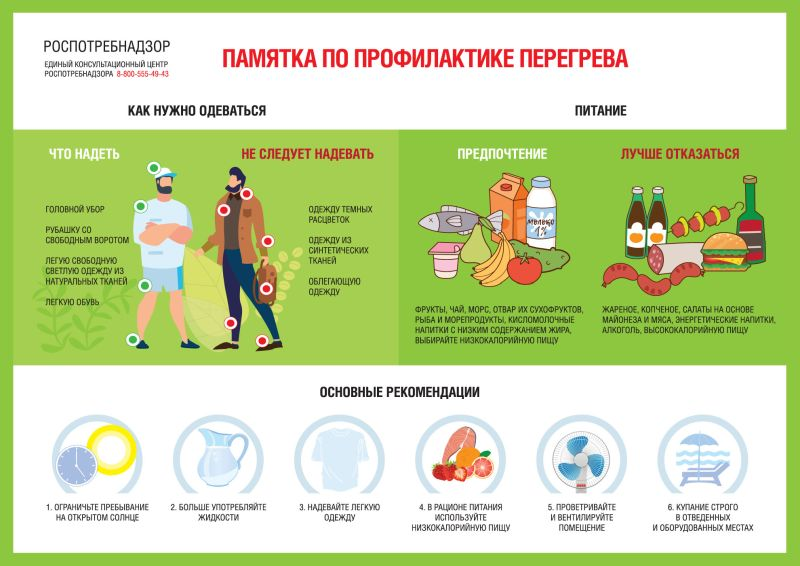 РОСПОТРЕБНАДЗОР
ЕДИНЫЙ КОНСУЛЬТАЦИОННЫЙ ЦЕНТР
РОСПОТРЕБНАДЗОРА 8-800-555-49-43
ПАМЯТКА ПО ПРОФИЛАКТИКЕ ПЕРЕГРЕВА
КАК НУЖНО ОДЕВАТЬСЯ
ЧТО НАДЕТЬ
ГОЛОВНОЙ УБОР
РУБАШКУ СО
СВОБОДНЫМ ВОРОТОМ
ЛЕГУЮ СВОБОДНУЮ
СВЕТЛУЮ ОДЕЖДУ ИЗ
НАТУРАЛЬНЫХ ТКАНЕЙ
ЛЕГКУЮ ОБУВЬ
НЕ СЛЕДУЕТ НАДЕВАТЬ
ОДЕЖДУ ТЕМНЫХ
РАСЦВЕТОК
ОДЕЖДУ ИЗ
СИНТЕТИЧЕСКИХ
ТКАНЕЙ
ОБЛЕГАЮЩУЮ
ОДЕЖДУ
ПИТАНИЕ
ПРЕДПОЧТЕНИЕ
МОЛОКО
1%
ФРУКТЫ, ЧАЙ, МОРС, ОТВАР ИХ СУХОФРУКТОВ,
РЫБА И МОРЕПРОДУКТЫ, КИСЛОМОЛОЧНЫЕ
НАПИТКИ С НИЗКИМ СОДЕРЖАНИЕМ ЖИРА,
ВЫБИРАЙТЕ НИЗКОКАЛОРИЙНУЮ ПИЩУ
ЛУЧШЕ ОТКАЗАТЬСЯ
ЖАРЕНОЕ, КОПЧЕНОЕ, САЛАТЫ НА ОСНОВЕ
МАЙОНЕЗА И МЯСА, ЭНЕРГЕТИЧЕСКИЕ НАПИТКИ,
АЛКОГОЛЬ, ВЫСОКОКАЛОРИЙНУЮ ПИЩУ
ОСНОВНЫЕ РЕКОМЕНДАЦИИ
1. ОГРАНИЧЬТЕ ПРЕБЫВАНИЕ
НА ОТКРЫТОМ СОЛНЦЕ
2. БОЛЬШЕ УПОТРЕБЛЯЙТЕ
ЖИДКОСТИ
3. НАДЕВАЙТЕ ЛЕГКУЮ
ОДЕЖДУ
4. В РАЦИОНЕ ПИТАНИЯ
ИСПОЛЬЗУЙТЕ
НИЗКОКАЛОРИЙНУЮ ПИЩУ
5. ПРОВЕТРИВАЙТЕ
И ВЕНТИЛИРУЙТЕ
ПОМЕЩЕНИЕ
6. КУПАНИЕ СТРОГО
В ОТВЕДЕННЫХ
И ОБОРУДОВАННЫХ МЕСТАХ